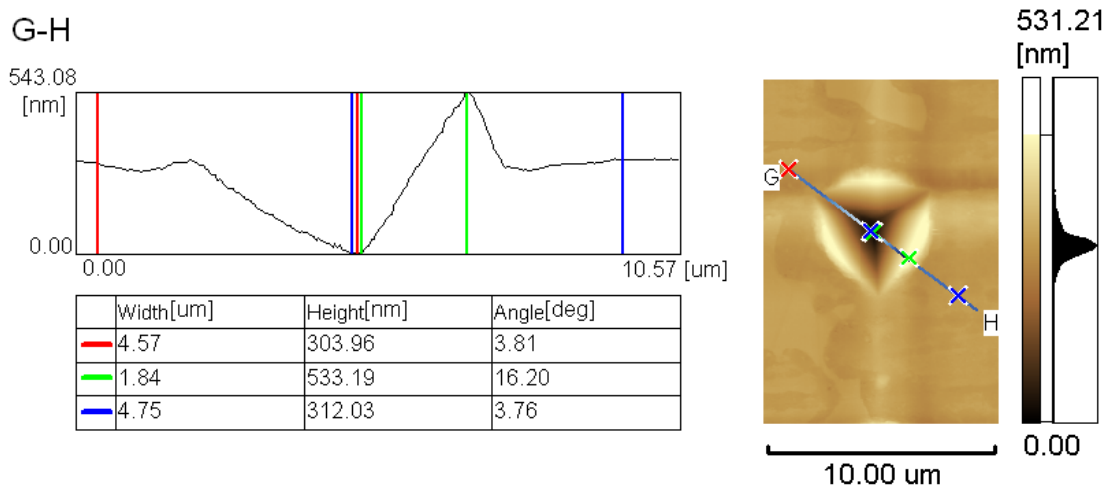 G-H
543.08
[nm]
0.00
0.00 10.57 [um]
Width[um] Height[nm] Angle[deg]
4.57 303.96 3.81
1.84 533.19 16.20
4.75 312.03 3.76
G
H
10.00 um
531.21
[nm]
0.00